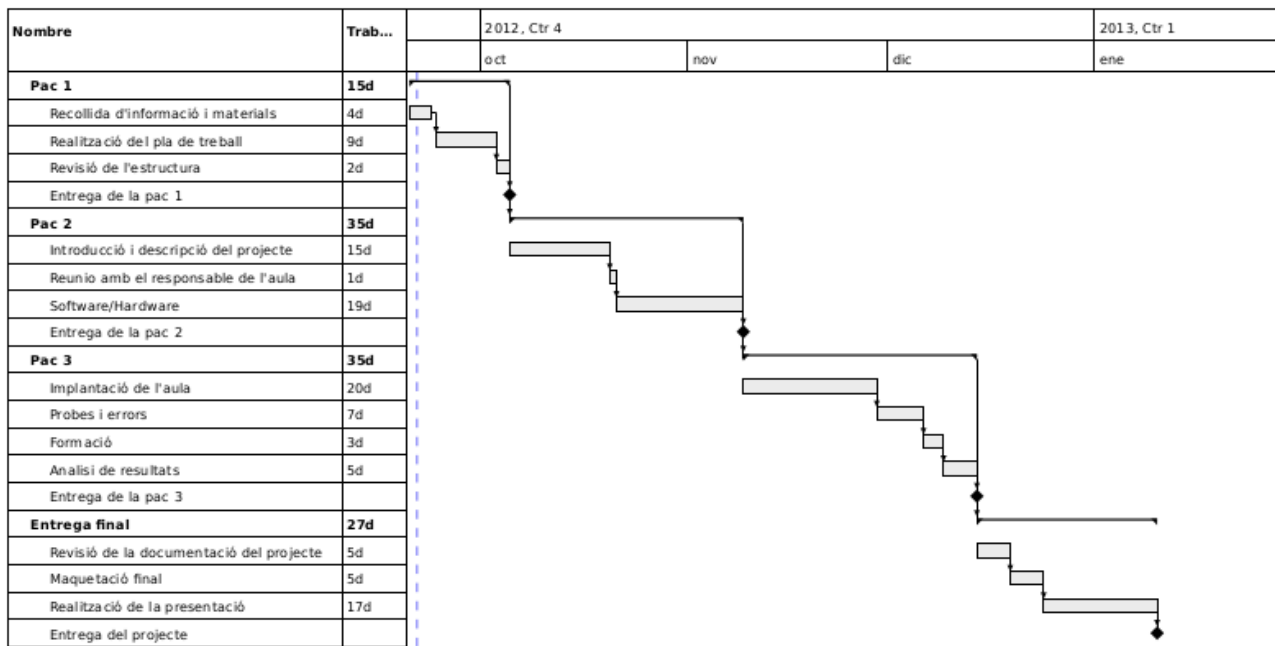 Nombre Trab... 2012, Ctr 4 2013, Ctr 1
oct nov dic ene
Pac 1 15d
Recollida d'informació i materials 4d
Realització del pla de treball 9d
Revisió de l'estructura 2d
Entrega de la pac 1
Pac 2 35d
Introducció i descripció del projecte 15d
Reunio amb el responsable de l'aula 1d
Software/Hardware 19d
Entrega de la pac 2
Pac 3 35d
Implantació de l'aula 20d
Probes i errors 7d
Formació 3d
Analisi de resultats 5d
Entrega de la pac 3
Entrega final 27d
Revisió de la documentació del projecte 5d
Maquetació final 5d
Realització de la presentació 17d
Entrega del projecte